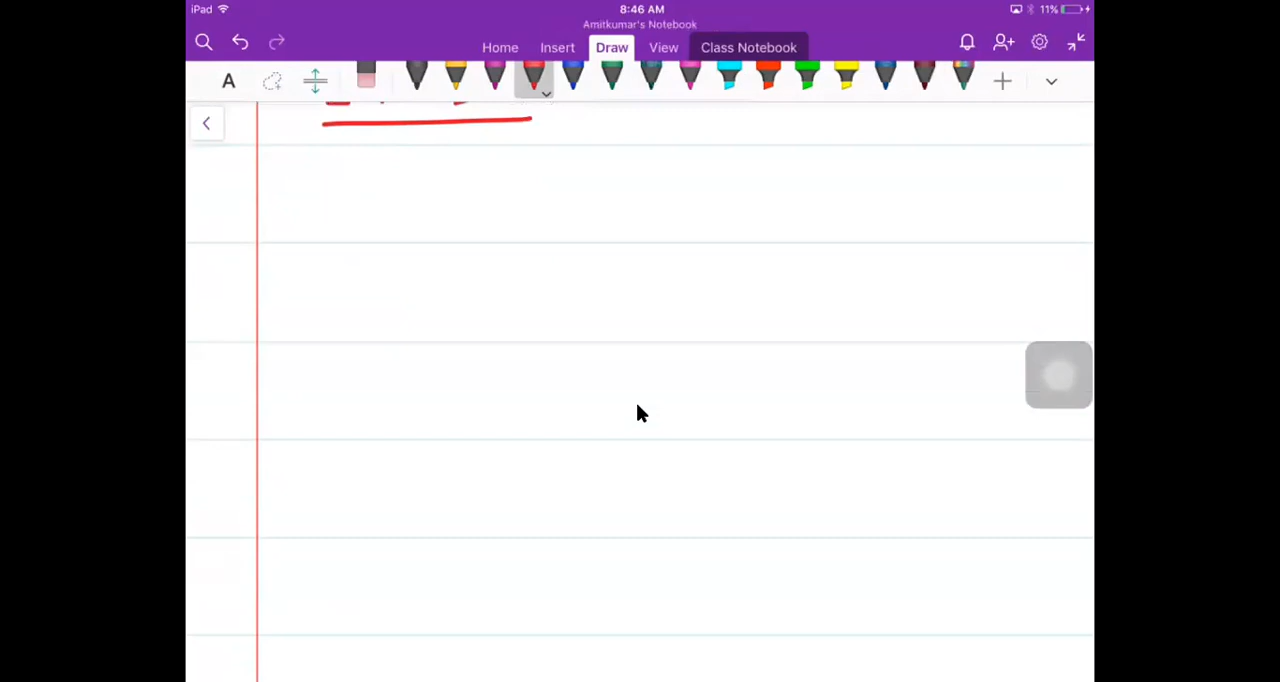 iPad 8:46 AM 11%
Amitkumar's Notebook
Home Insert Draw View Class Notebook
A